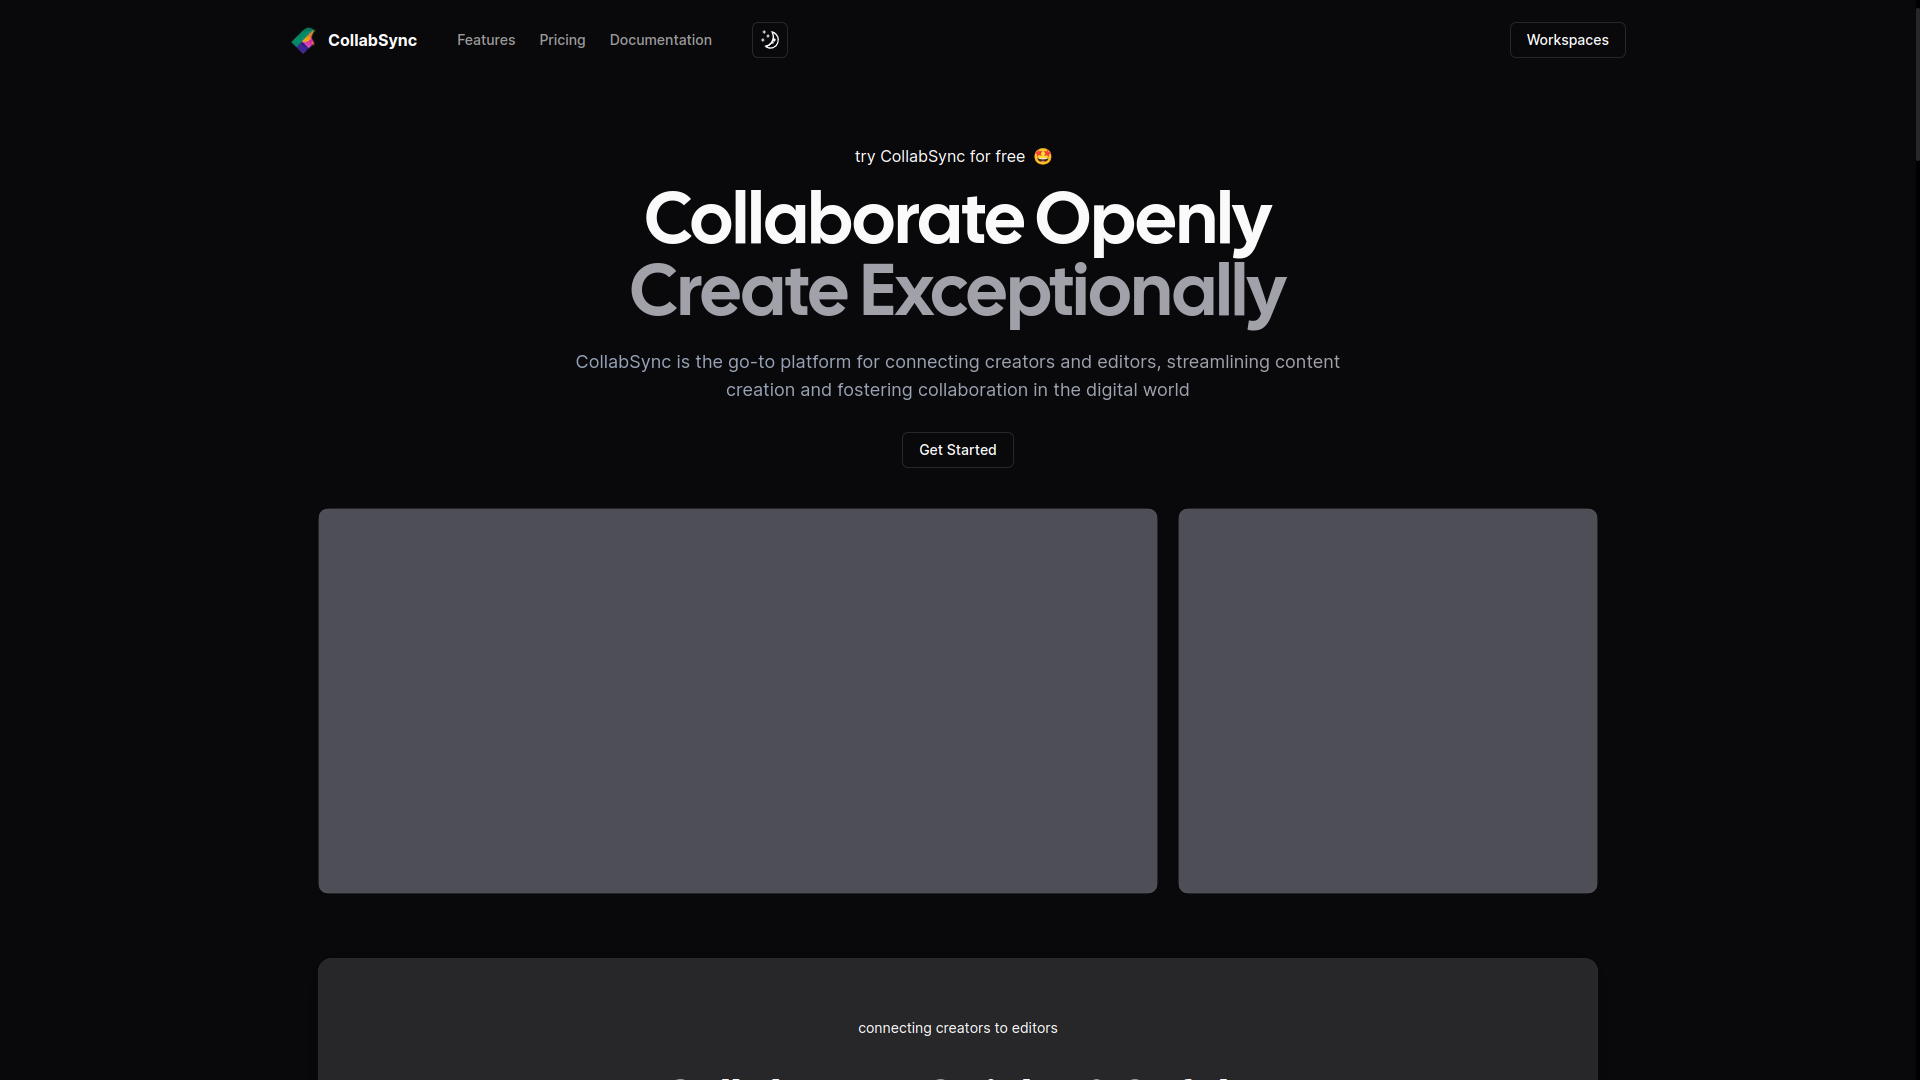 CollabSync
Features
Pricing
Documentation
Workspaces
try CollabSync for free 🤩
Collaborate Openly
Create Exceptionally
CollabSync is the go-to platform for connecting creators and editors, streamlining content
creation and fostering collaboration in the digital world
Get Started
connecting creators to editors